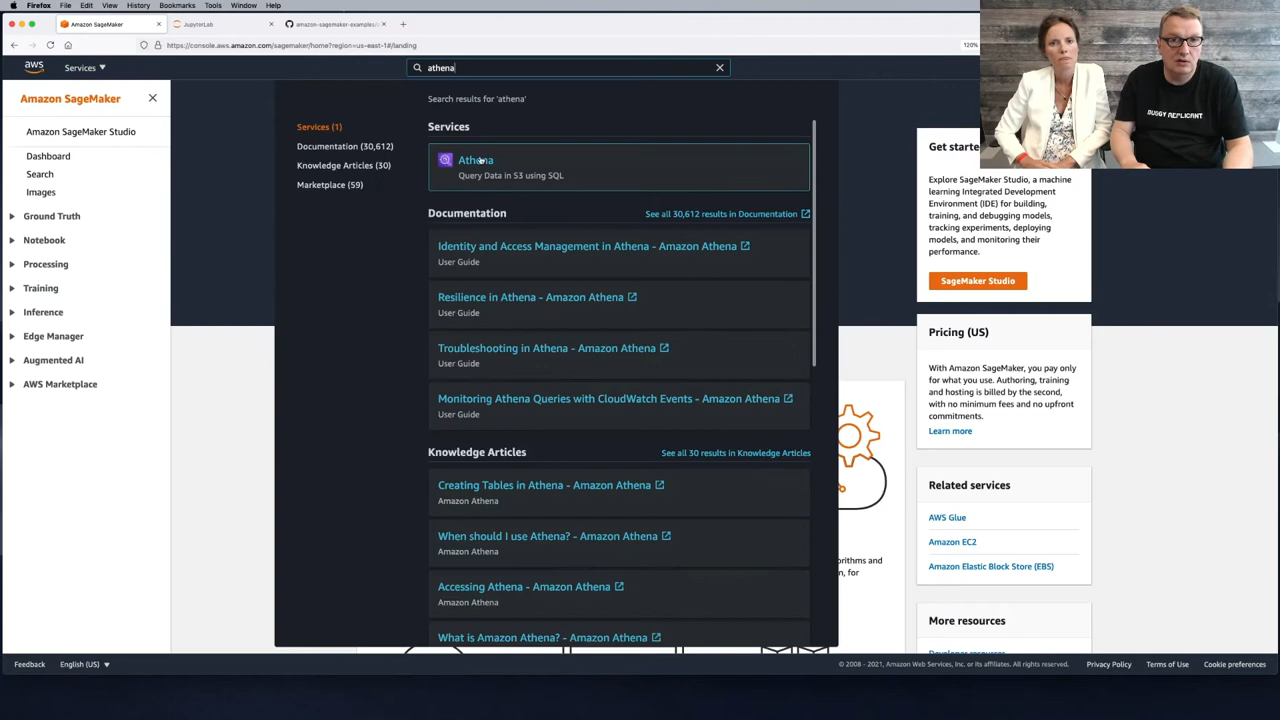 Firefox File Edit View History Bookmarks Tools Window Help
Amazon SageMaker
JupyterLab
amazon-sagemaker-examples/
https://console.aws.amazon.com/sagemaker/home?region=us-east-1#/landing
120%
aws
Services
athena
Amazon SageMaker
Amazon SageMaker Studio
Dashboard
Search
Images
Ground Truth
Notebook
Processing
Training
Inference
Edge Manager
Augmented AI
AWS Marketplace
Search results for 'athena'
Services (1)
Documentation (30,612)
Knowledge Articles (30)
Marketplace (59)
Services
Athena
Query Data in S3 using SQL
Documentation
See all 30,612 results in Documentation
Identity and Access Management in Athena - Amazon Athena
User Guide
Resilience in Athena - Amazon Athena
User Guide
Troubleshooting in Athena - Amazon Athena
User Guide
Monitoring Athena Queries with CloudWatch Events - Amazon Athena
User Guide
Knowledge Articles
See all 30 results in Knowledge Articles
Creating Tables in Athena - Amazon Athena
Amazon Athena
When should I use Athena? - Amazon Athena
Amazon Athena
Accessing Athena - Amazon Athena
Amazon Athena
What is Amazon Athena? - Amazon Athena
BUGGY REPLICANT
Get starte
Explore SageMaker Studio, a machine
learning Integrated Development
Environment (IDE) for building,
training, and debugging models,
tracking experiments, deploying
models, and monitoring their
performance.
SageMaker Studio
Pricing (US)
With Amazon SageMaker, you pay only
for what you use. Authoring, training
and hosting is billed by the second,
with no minimum fees and no upfront
commitments.
Learn more
Related services
AWS Glue
Amazon EC2
Amazon Elastic Block Store (EBS)
More resources
orithms and
on, for
Feedback
English (US)
© 2008 - 2021, Amazon Web Services, Inc. or its affiliates. All rights reserved.
Privacy Policy
Terms of Use
Cookie preferences